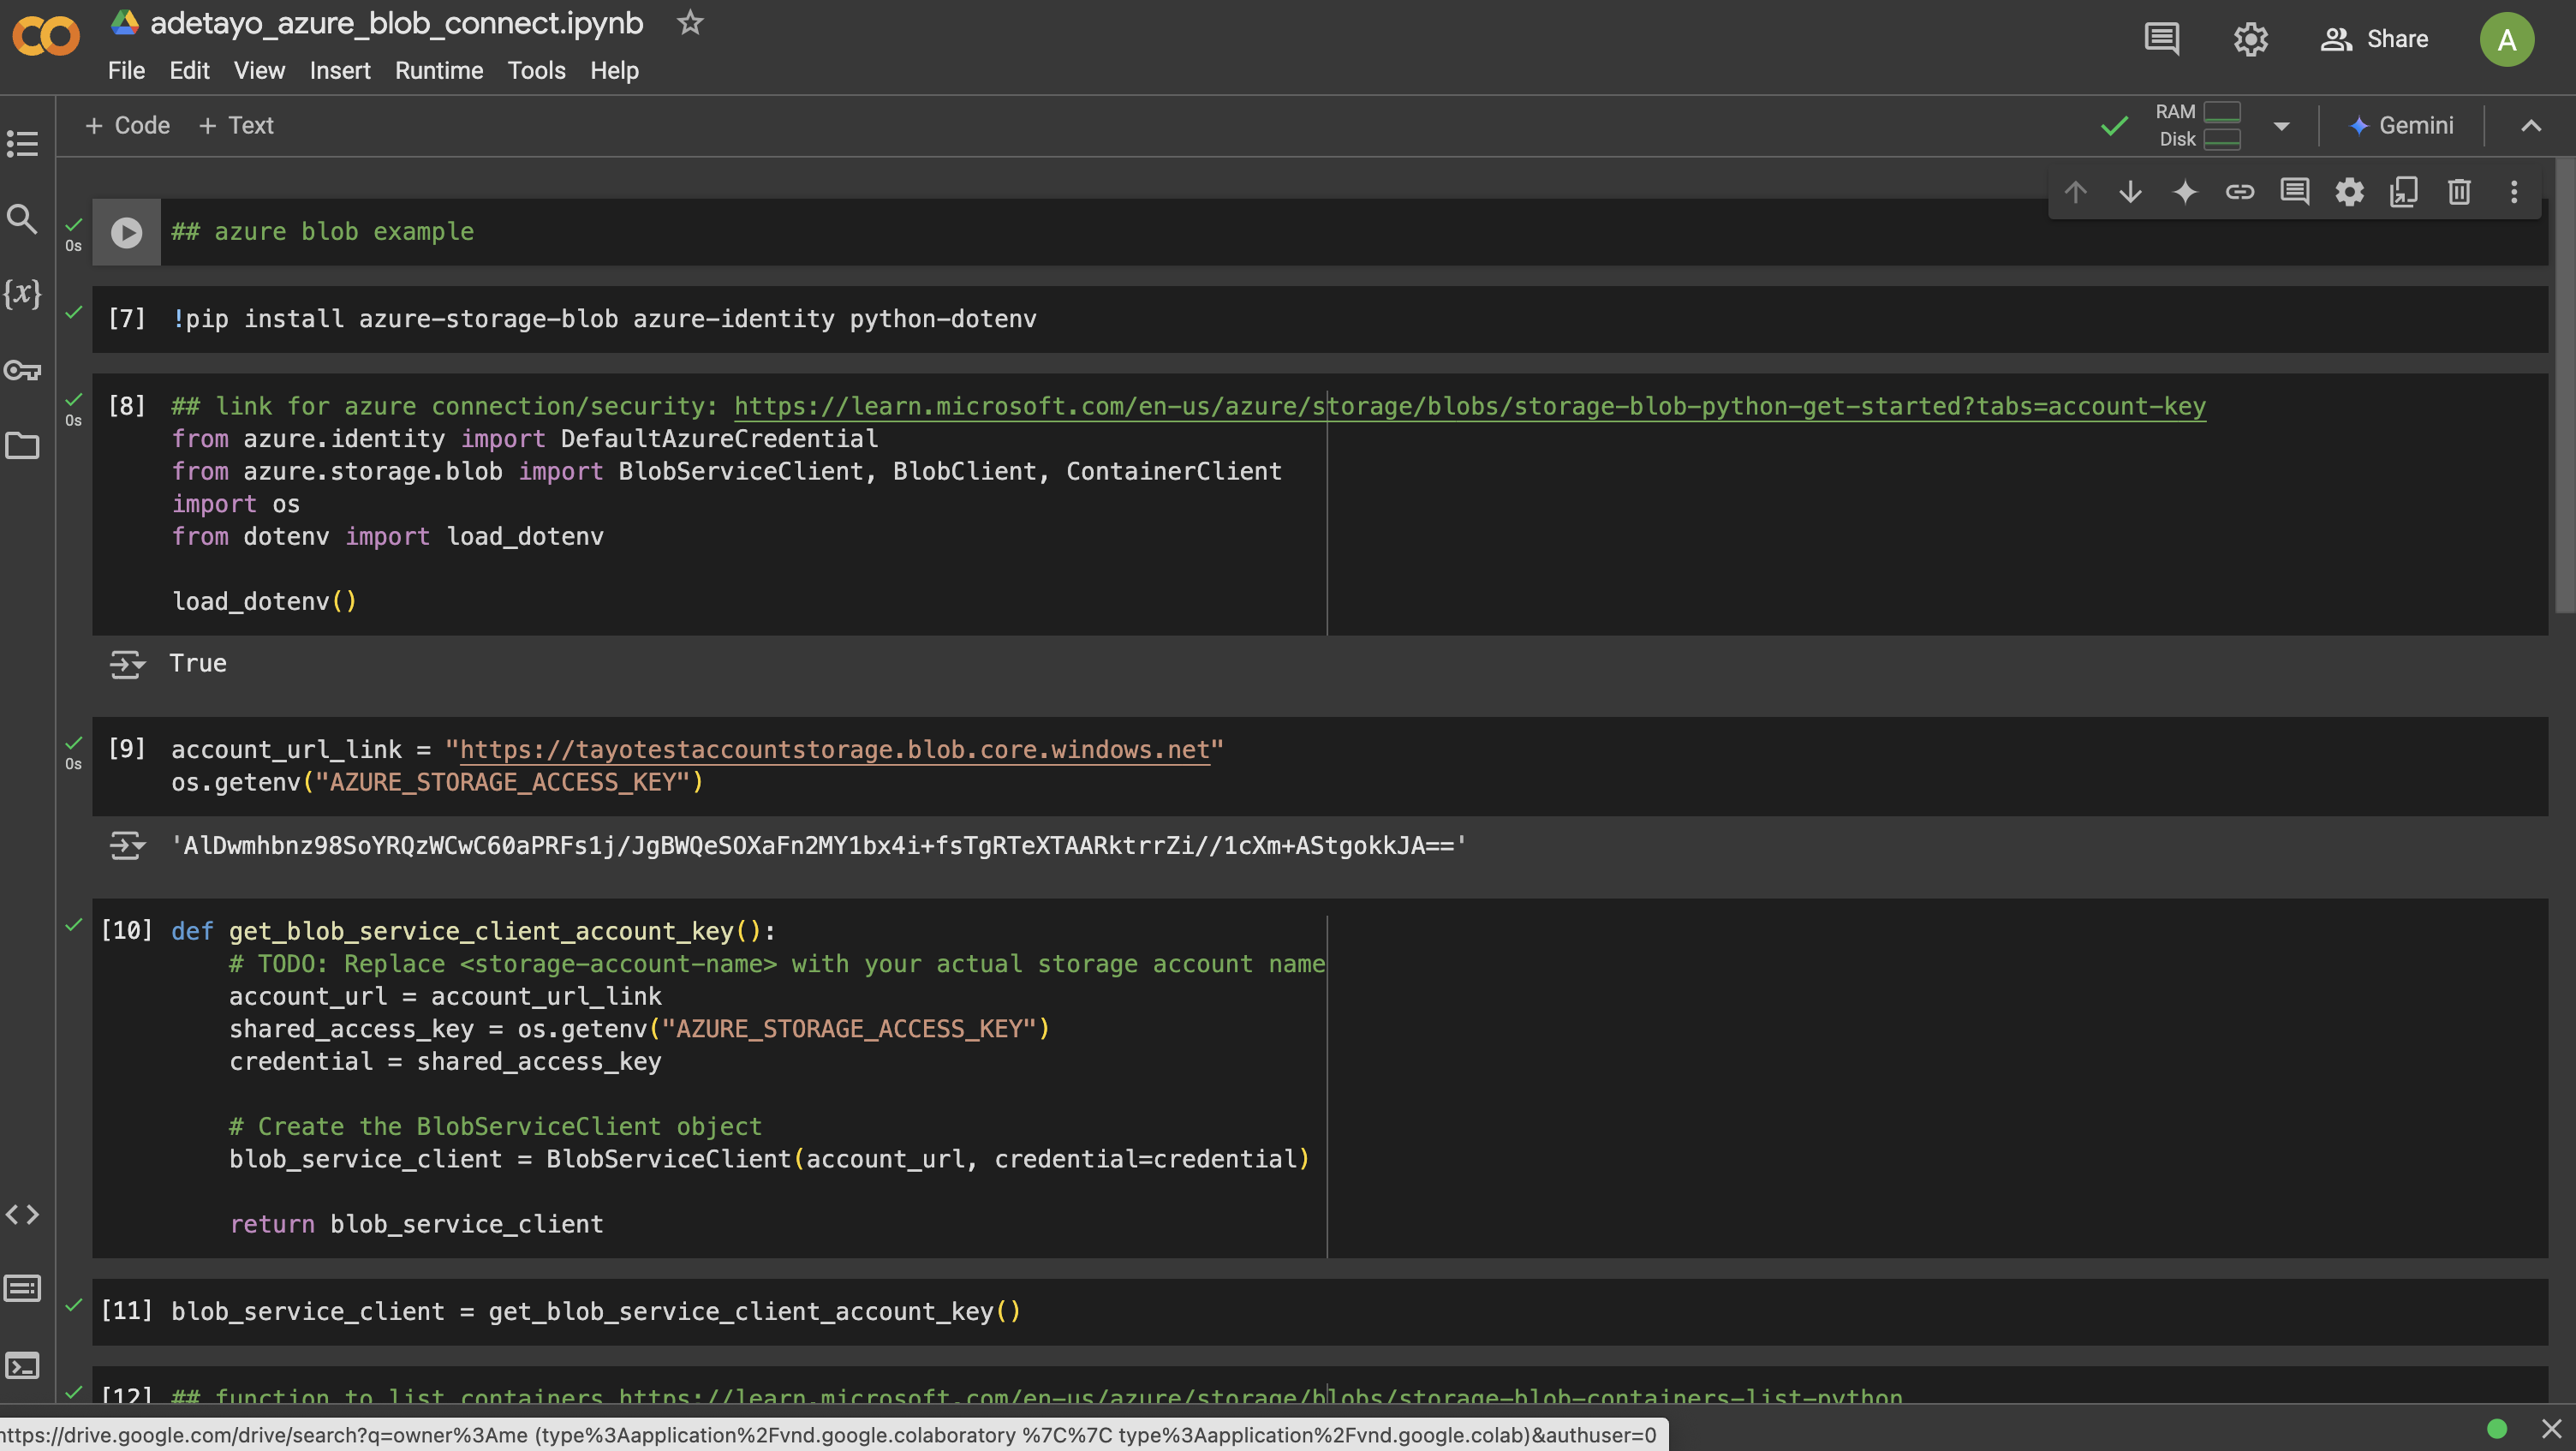 CO adetayo_azure_blob_connect.ipynb
File Edit View Insert Runtime Tools Help
Share
A
+ Code + Text
RAM
Disk
Gemini
0s
## azure blob example
[7] !pip install azure-storage-blob azure-identity python-dotenv
0s
[8] ## link for azure connection/security: https://learn.microsoft.com/en-us/azure/storage/blobs/storage-blob-python-get-started?tabs=account-key
from azure.identity import DefaultAzureCredential
from azure.storage.blob import BlobServiceClient, BlobClient, ContainerClient
import os
from dotenv import load_dotenv
load_dotenv()
True
0s
[9] account_url_link = "https://tayotestaccountstorage.blob.core.windows.net"
os.getenv("AZURE_STORAGE_ACCESS_KEY")
'[access key omitted]'
[10] def get_blob_service_client_account_key():
# TODO: Replace <storage-account-name> with your actual storage account name
account_url = account_url_link
shared_access_key = os.getenv("AZURE_STORAGE_ACCESS_KEY")
credential = shared_access_key
# Create the BlobServiceClient object
blob_service_client = BlobServiceClient(account_url, credential=credential)
return blob_service_client
[11] blob_service_client = get_blob_service_client_account_key()
[12] ## function to list containers https://learn.microsoft.com/en-us/azure/storage/blobs/storage-blob-containers-list-python
https://drive.google.com/drive/search?q=owner%3Ame (type%3Aapplication%2Fvnd.google.colaboratory %7C%7C type%3Aapplication%2Fvnd.google.colab)&authuser=0